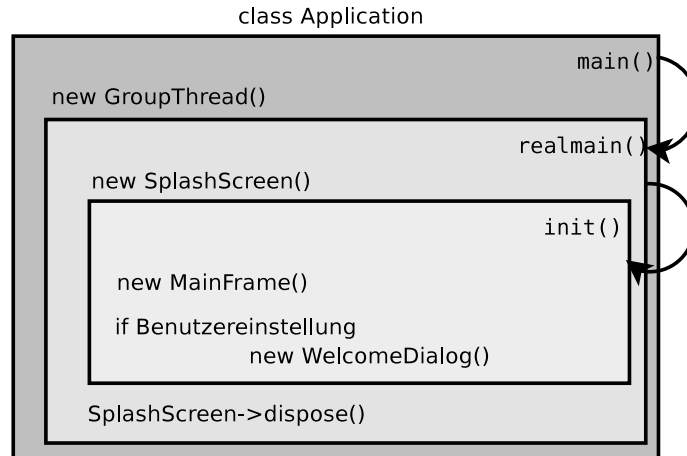 class Application
main()
new GroupThread()
realmain()
new SplashScreen()
init()
new MainFrame()
if Benutzereinstellung
new WelcomeDialog()
SplashScreen->dispose()